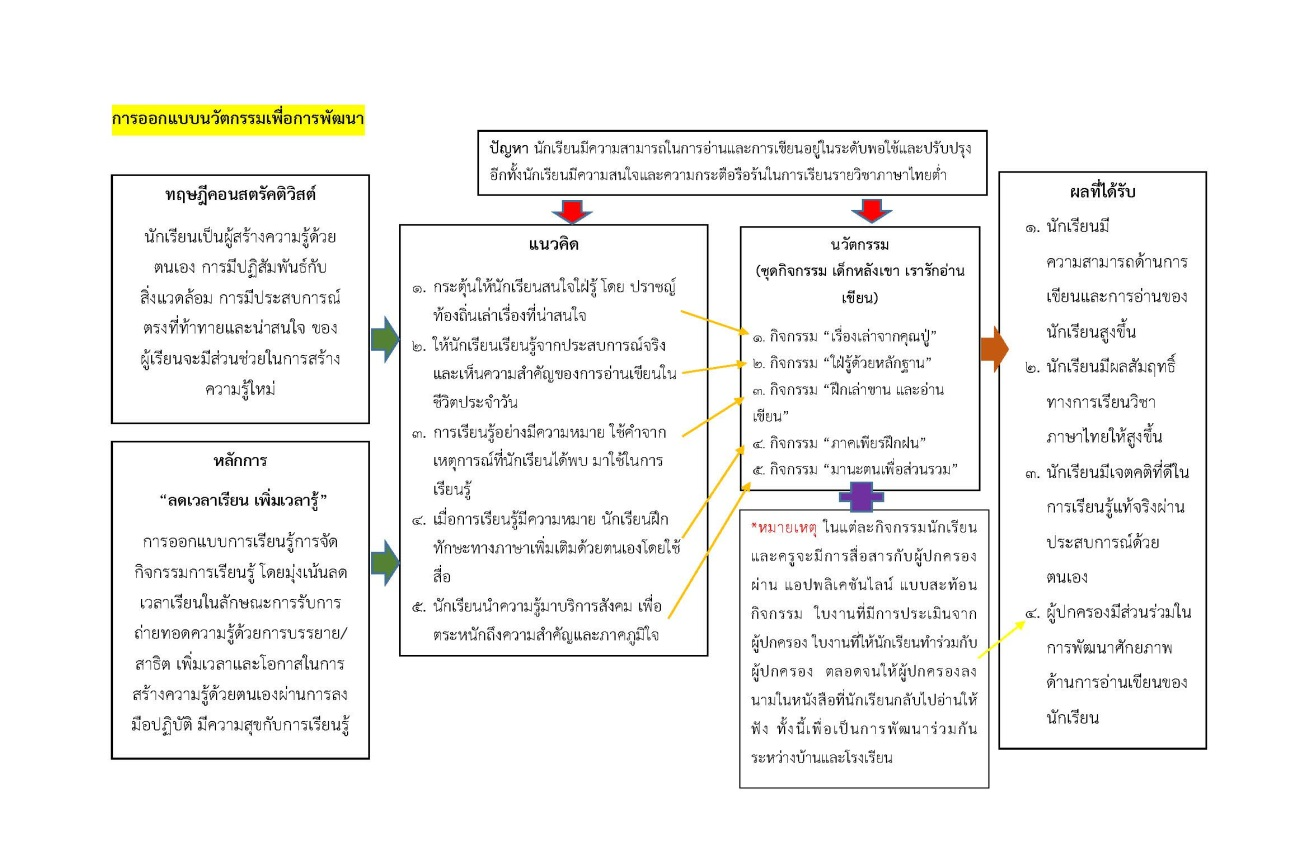 การออกแบบนวัตกรรมเพื่อการพัฒนา
ปัญหา นักเรียนมีความสามารถในการอ่านและการเขียนอยู่ในระดับพอใช้และปรับปรุง
อีกทั้งนักเรียนมีความสนใจและความกระตือรือร้นในการเรียนรายวิชาภาษาไทยต่ำ
ทฤษฎีคอนสตรัคติวิสต์
นักเรียนเป็นผู้สร้างความรู้ด้วย
ตนเอง การมีปฏิสัมพันธ์กับ
สิ่งแวดล้อม การมีประสบการณ์
ตรงที่ท้าทายและน่าสนใจ ของ
ผู้เรียนจะมีส่วนช่วยในการสร้าง
ความรู้ใหม่
หลักการ
“ลดเวลาเรียน เพิ่มเวลารู้”
การออกแบบการเรียนรู้การจัด
กิจกรรมการเรียนรู้ โดยมุ่งเน้นลด
เวลาเรียนในลักษณะการรับการ
ถ่ายทอดความรู้ด้วยการบรรยาย/
สาธิต เพิ่มเวลาและโอกาสในการ
สร้างความรู้ด้วยตนเองผ่านการลง
มือปฏิบัติ มีความสุขกับการเรียนรู้
แนวคิด
๑. กระตุ้นให้นักเรียนสนใจใฝ่รู้ โดย ปราชญ์
ท้องถิ่นเล่าเรื่องที่น่าสนใจ
๒. ให้นักเรียนเรียนรู้จากประสบการณ์จริง
และเห็นความสำคัญของการอ่านเขียนใน
ชีวิตประจำวัน
๓. การเรียนรู้อย่างมีความหมาย ใช้คำจาก
เหตุการณ์ที่นักเรียนได้พบ มาใช้ในการ
เรียนรู้
๔. เมื่อการเรียนรู้มีความหมาย นักเรียนฝึก
ทักษะทางภาษาเพิ่มเติมด้วยตนเองโดยใช้
สื่อ
๕. นักเรียนนำความรู้มาบริการสังคม เพื่อ
ตระหนักถึงความสำคัญและภาคภูมิใจ
นวัตกรรม
(ชุดกิจกรรม เด็กหลังเขา เรารักอ่าน
เขียน)
๑. กิจกรรม “เรื่องเล่าจากคุณปู่”
๒. กิจกรรม “ใฝ่รู้ด้วยหลักฐาน”
๓. กิจกรรม “ฝึกเล่าขาน และอ่าน
เขียน”
๔. กิจกรรม “ภาคเพียรฝึกฝน”
๕. กิจกรรม “มานะตนเพื่อส่วนรวม”
*หมายเหตุ ในแต่ละกิจกรรมนักเรียน
และครูจะมีการสื่อสารกับผู้ปกครอง
ผ่าน แอปพลิเคชันไลน์ แบบสะท้อน
กิจกรรม ใบงานที่มีการประเมินจาก
ผู้ปกครอง ใบงานที่ให้นักเรียนทำร่วมกับ
ผู้ปกครอง ตลอดจนให้ผู้ปกครองลง
นามในหนังสือที่นักเรียนกลับไปอ่านให้
ฟัง ทั้งนี้เพื่อเป็นการพัฒนาร่วมกัน
ระหว่างบ้านและโรงเรียน
ผลที่ได้รับ
๑. นักเรียนมี
ความสามารถด้านการ
เขียนและการอ่านของ
นักเรียนสูงขึ้น
๒. นักเรียนมีผลสัมฤทธิ์
ทางการเรียนวิชา
ภาษาไทยให้สูงขึ้น
๓. นักเรียนมีเจตคติที่ดีใน
การเรียนรู้แท้จริงผ่าน
ประสบการณ์ด้วย
ตนเอง
๔. ผู้ปกครองมีส่วนร่วมใน
การพัฒนาศักยภาพ
ด้านการอ่านเขียนของ
นักเรียน